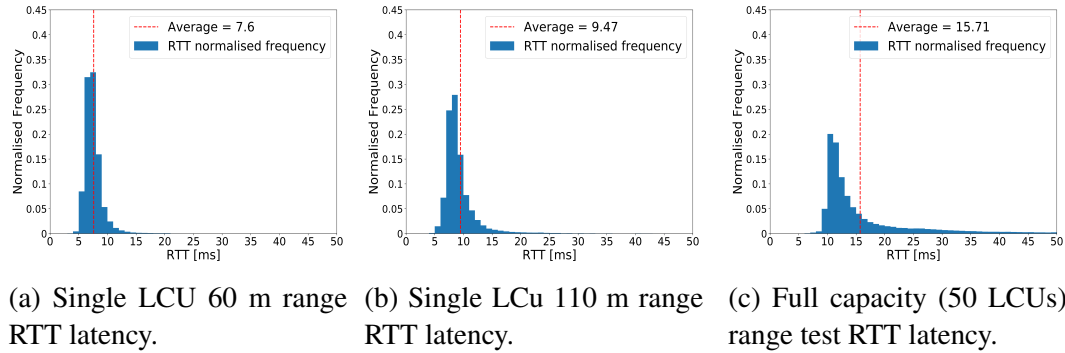 Average = 7.6
RTT normalised frequency
Normalised Frequency
0.5
0.45
0.4
0.35
0.3
0.25
0.2
0.15
0.1
0.05
0
0 5 10 15 20 25 30 35 40 45 50
RTT [ms]
Average = 9.47
RTT normalised frequency
Normalised Frequency
0.5
0.45
0.4
0.35
0.3
0.25
0.2
0.15
0.1
0.05
0
0 5 10 15 20 25 30 35 40 45 50
RTT [ms]
Average = 15.71
RTT normalised frequency
Normalised Frequency
0.5
0.45
0.4
0.35
0.3
0.25
0.2
0.15
0.1
0.05
0
0 5 10 15 20 25 30 35 40 45 50
RTT [ms]
(a) Single LCU 60 m range
RTT latency.
(b) Single LCu 110 m range
RTT latency.
(c) Full capacity (50 LCUs)
range test RTT latency.